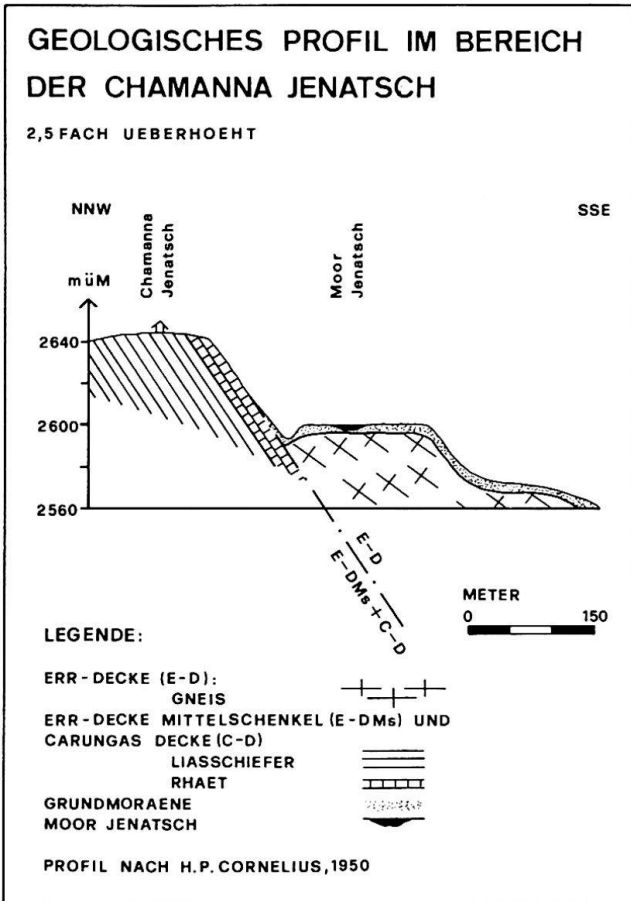 GEOLOGISCHES PROFIL IM BEREICH
DER CHAMANNA JENATSCH
2,5 FACH UEBERHOEHT
NNW
SSE
Chamanna
Jenatsch
Moor
Jenatsch
müM
2640
2600
2560
E-D
E-DMs+C-D
METER
0 150
LEGENDE:
ERR-DECKE (E-D):
GNEIS
ERR-DECKE MITTELSCHENKEL (E-DMs) UND
CARUNGAS DECKE (C-D)
LIASSCHIEFER
RHAET
GRUNDMORAENE
MOOR JENATSCH
PROFIL NACH H.P. CORNELIUS, 1950